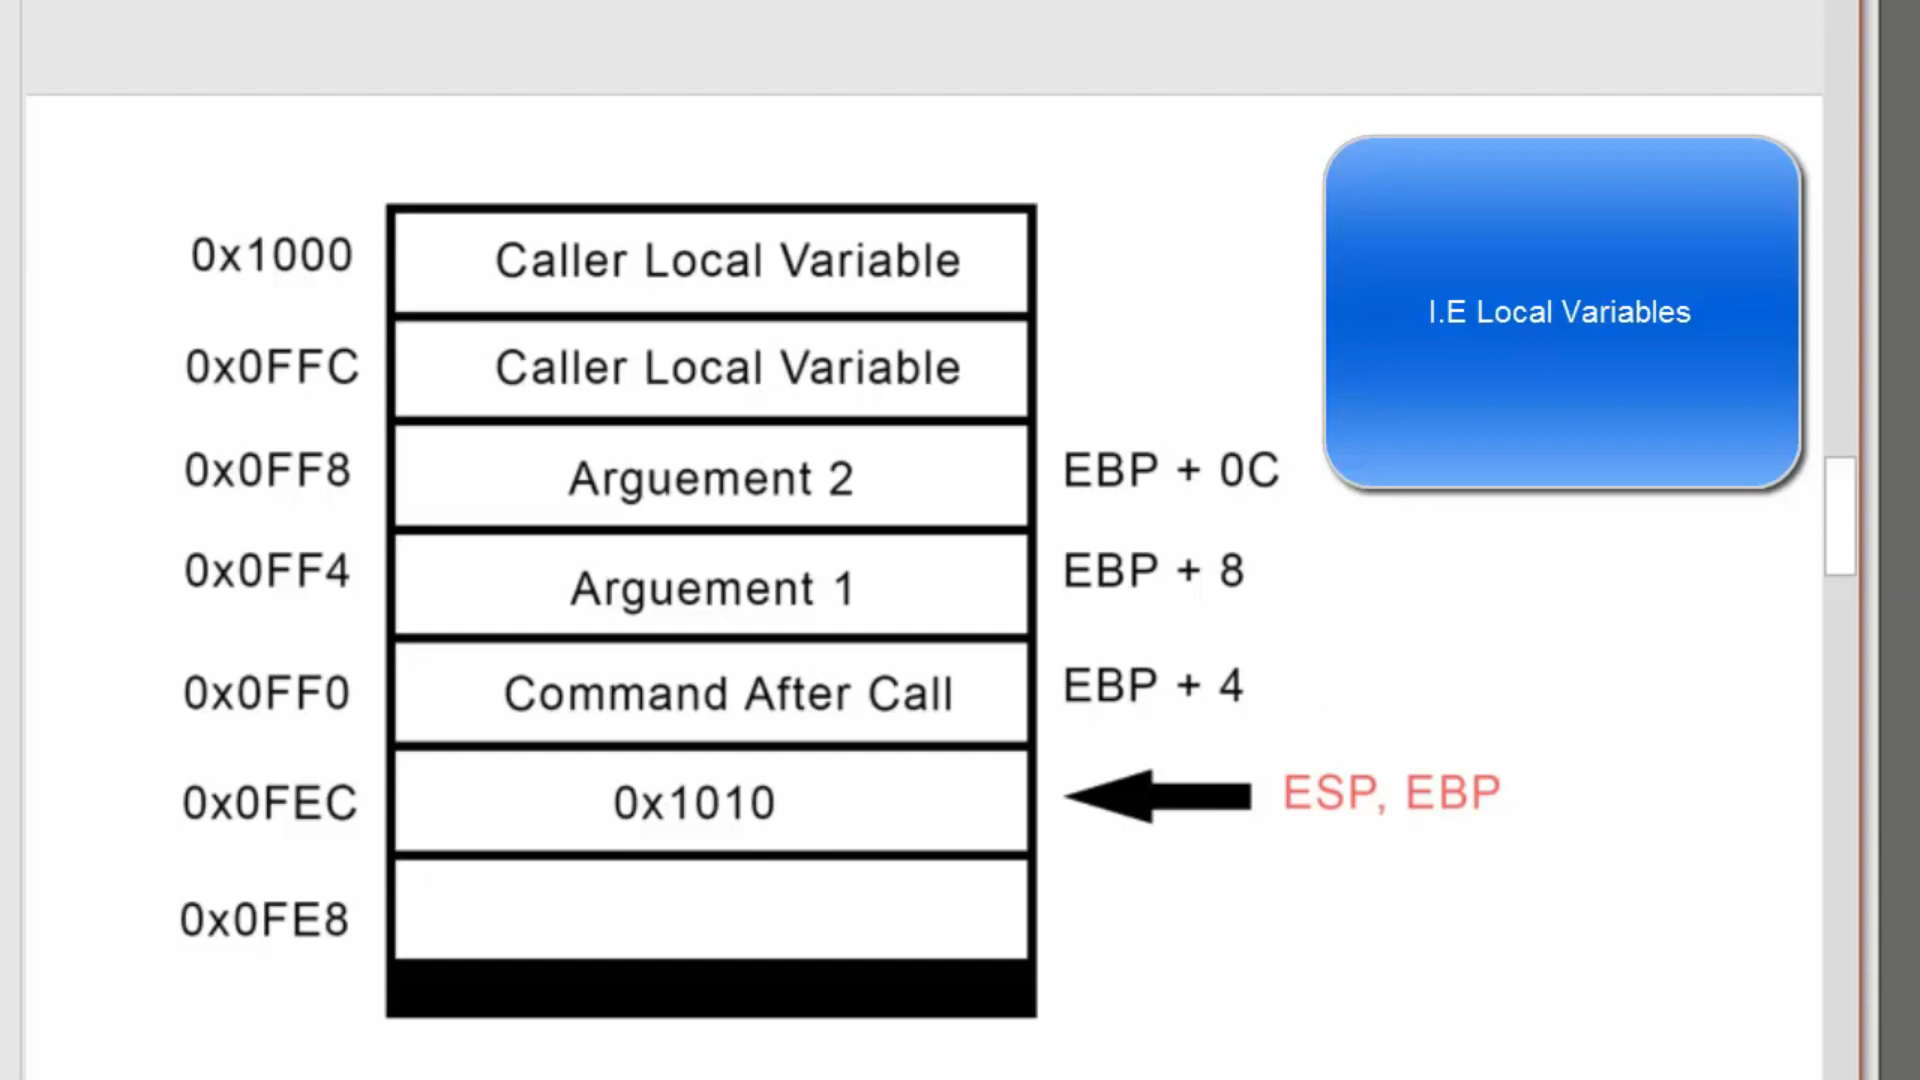 0x1000 Caller Local Variable
I.E Local Variables
0x0FFC Caller Local Variable
0x0FF8 Arguement 2 EBP + 0C
0x0FF4 Arguement 1 EBP + 8
0x0FF0 Command After Call EBP + 4
0x0FEC 0x1010 ESP, EBP
0x0FE8